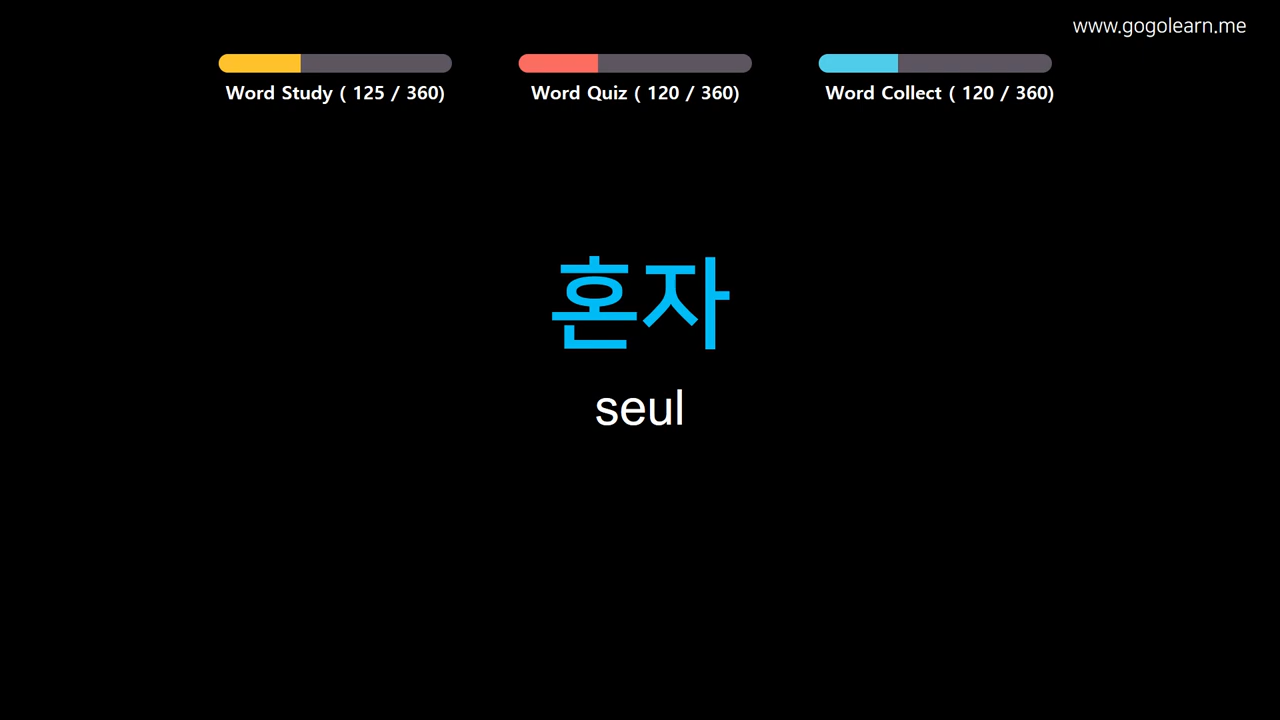 www.gogolearn.me
Word Study ( 125 / 360)
Word Quiz ( 120 / 360)
Word Collect ( 120 / 360)
혼자
seul